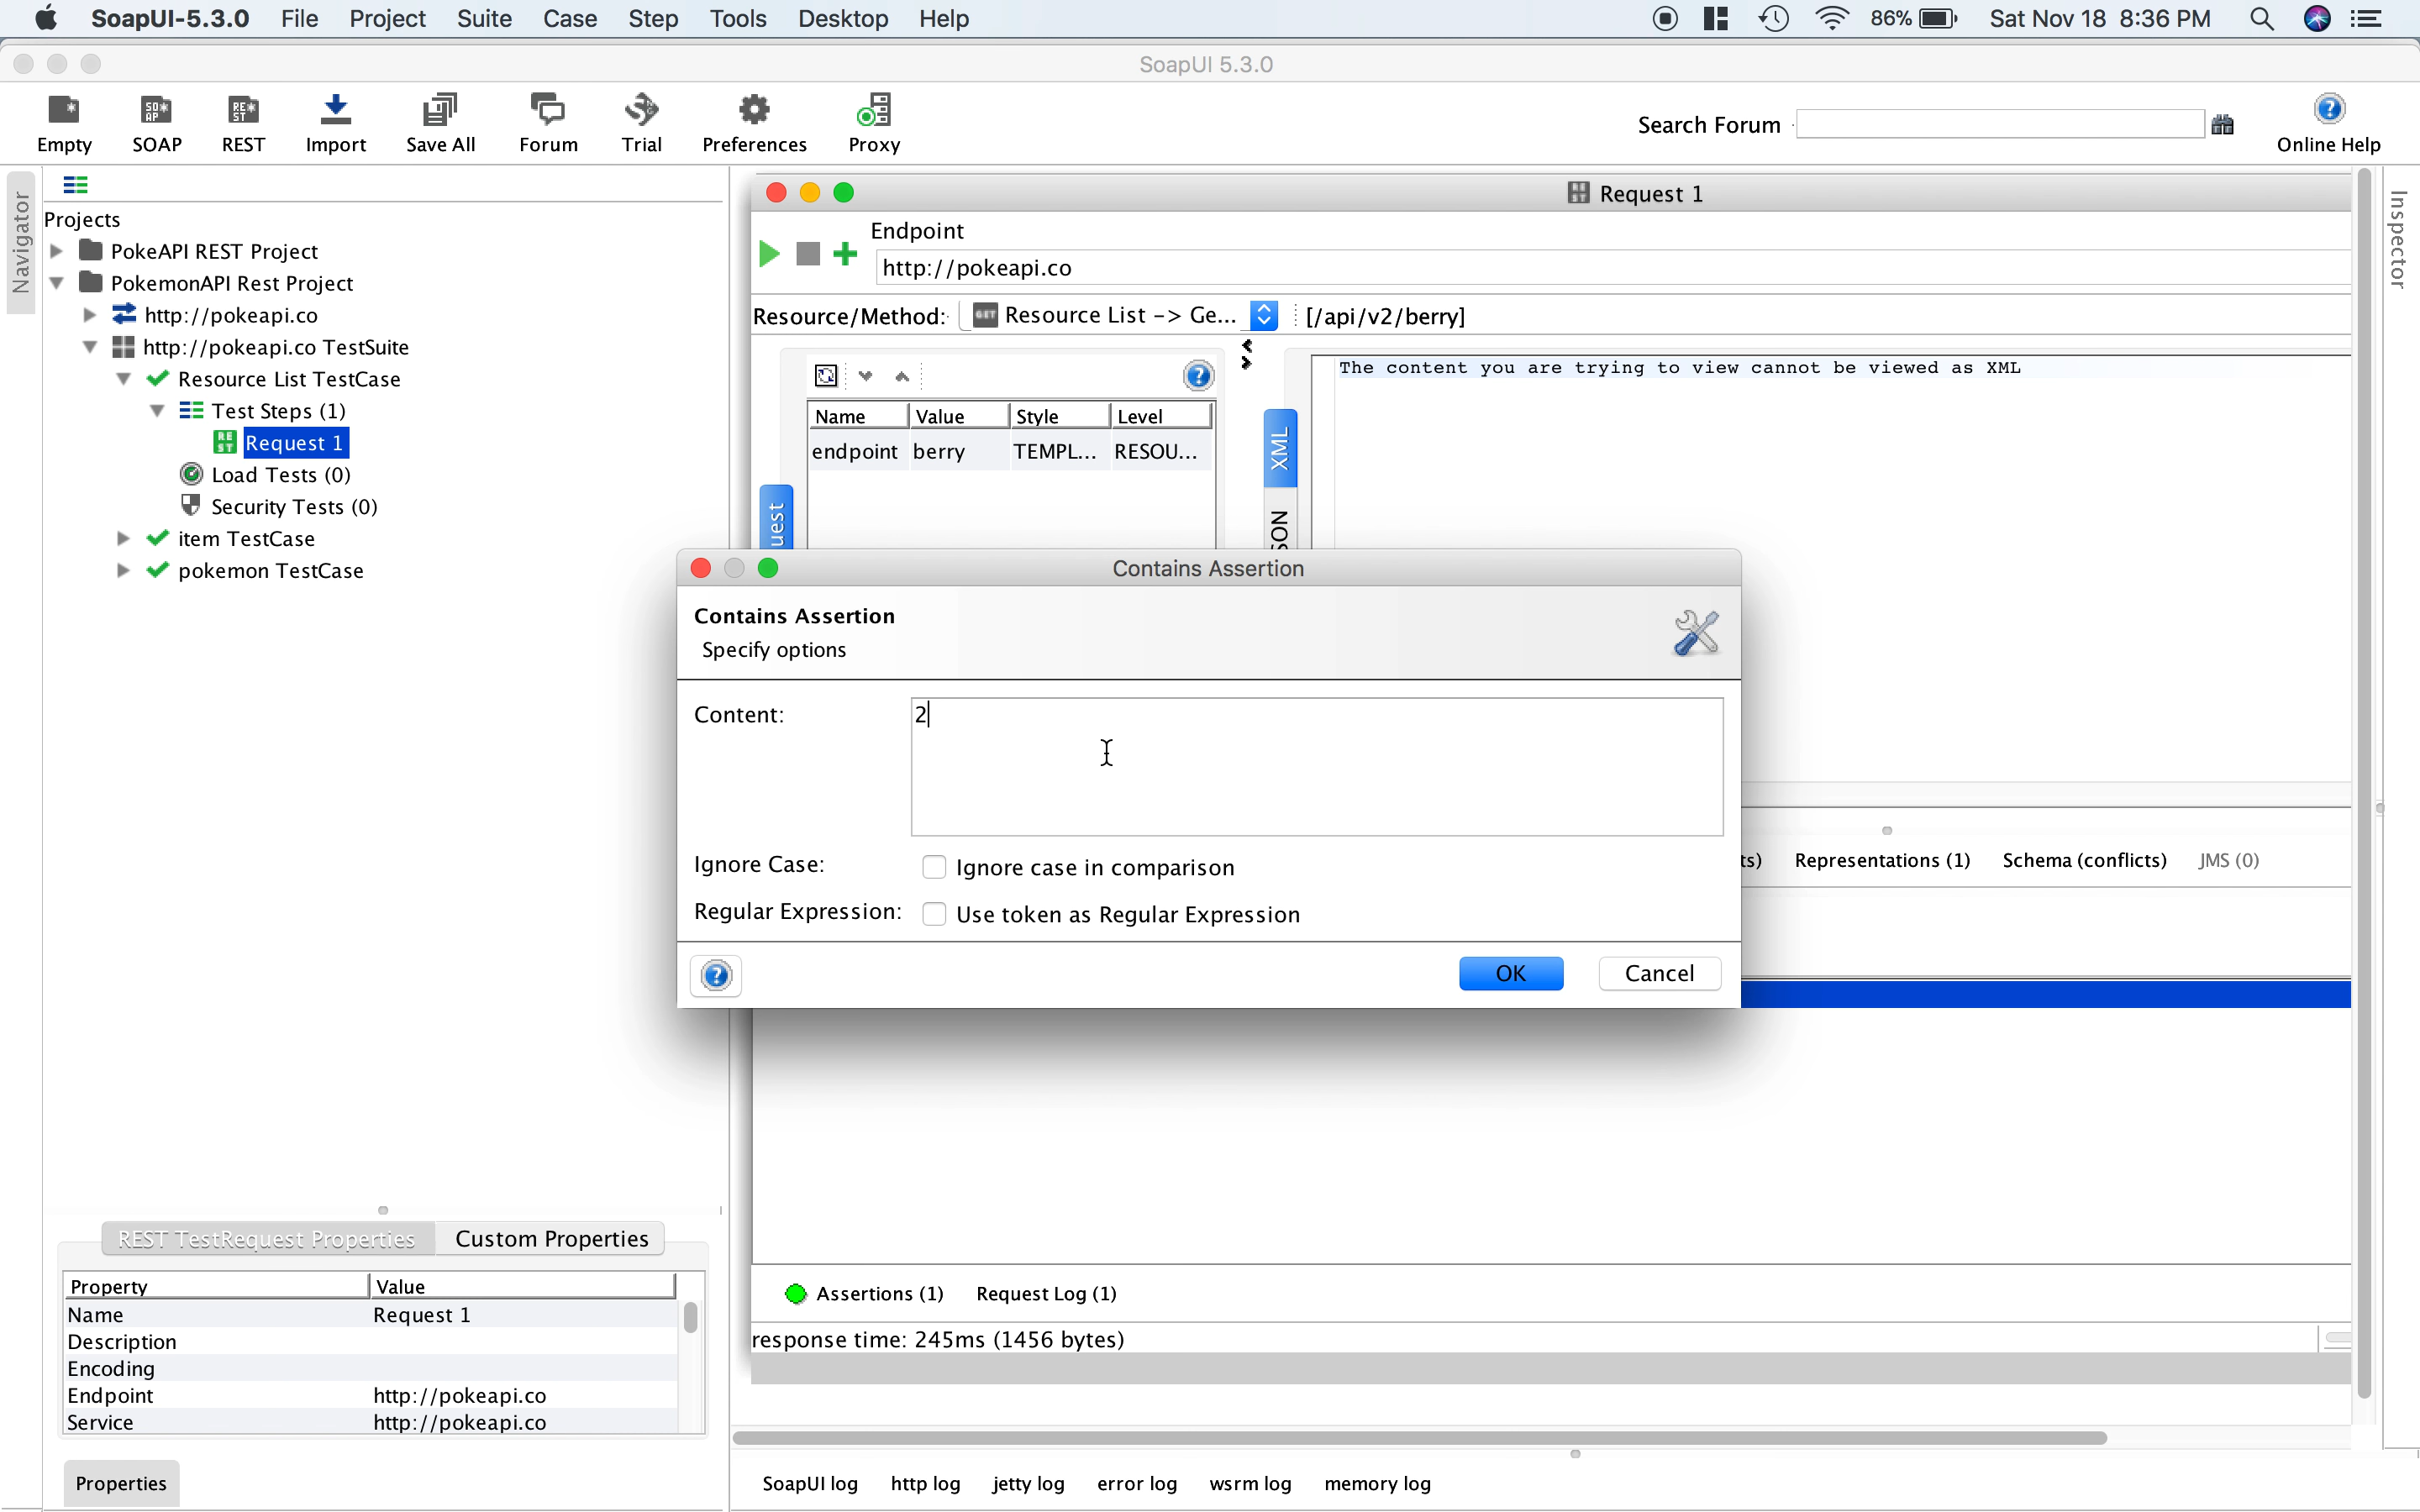 SoapUI-5.3.0 File Project Suite Case Step Tools Desktop Help 86% Sat Nov 18 8:36 PM
SoapUI 5.3.0
Empty SOAP REST Import Save All Forum Trial Preferences Proxy Search Forum Online Help
Navigator
Inspector
Projects
PokeAPI REST Project
PokemonAPI Rest Project
http://pokeapi.co
http://pokeapi.co TestSuite
Resource List TestCase
Test Steps (1)
Request 1
Load Tests (0)
Security Tests (0)
item TestCase
pokemon TestCase
Request 1
Endpoint
http://pokeapi.co
Resource/Method: GET Resource List -> Ge... [/api/v2/berry]
Name Value Style Level
endpoint berry TEMPL... RESOU...
uest
XML
SON
The content you are trying to view cannot be viewed as XML
Contains Assertion
Contains Assertion
Specify options
Content: 2
Ignore Case: Ignore case in comparison
Regular Expression: Use token as Regular Expression
OK Cancel
ts) Representations (1) Schema (conflicts) JMS (0)
Assertions (1) Request Log (1)
response time: 245ms (1456 bytes)
REST TestRequest Properties Custom Properties
Property Value
Name Request 1
Description
Encoding
Endpoint http://pokeapi.co
Service http://pokeapi.co
Properties
SoapUI log http log jetty log error log wsrm log memory log